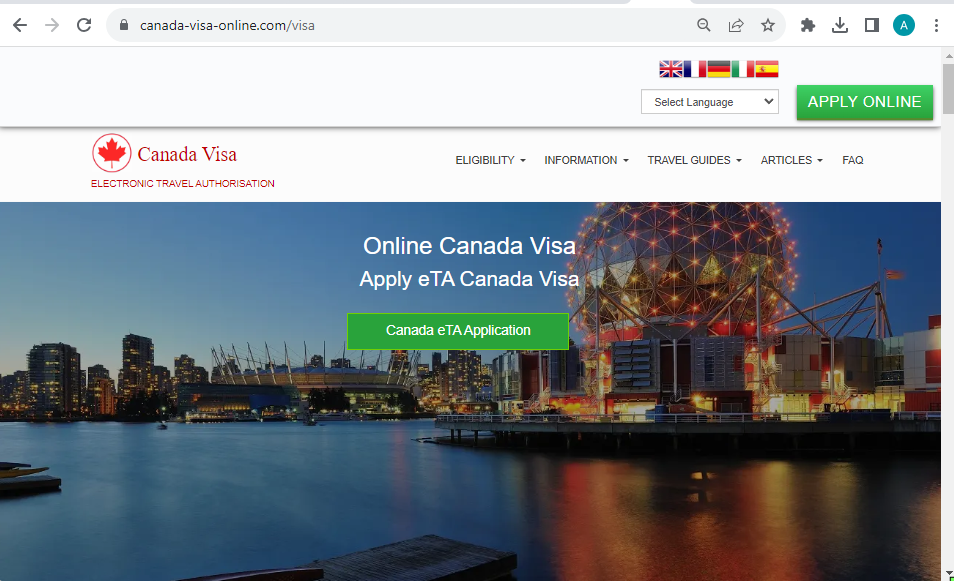 canada-visa-online.com/visa
A
Select Language
APPLY ONLINE
Canada Visa
ELECTRONIC TRAVEL AUTHORISATION
ELIGIBILITY
INFORMATION
TRAVEL GUIDES
ARTICLES
FAQ
Online Canada Visa
Apply eTA Canada Visa
Canada eTA Application